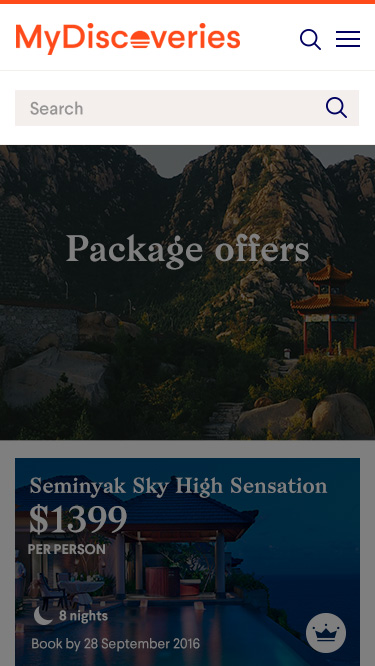 MyDiscoveries
Search
Package offers
Seminyak Sky High Sensation
$1399
PER PERSON
8 nights
Book by 28 September 2016